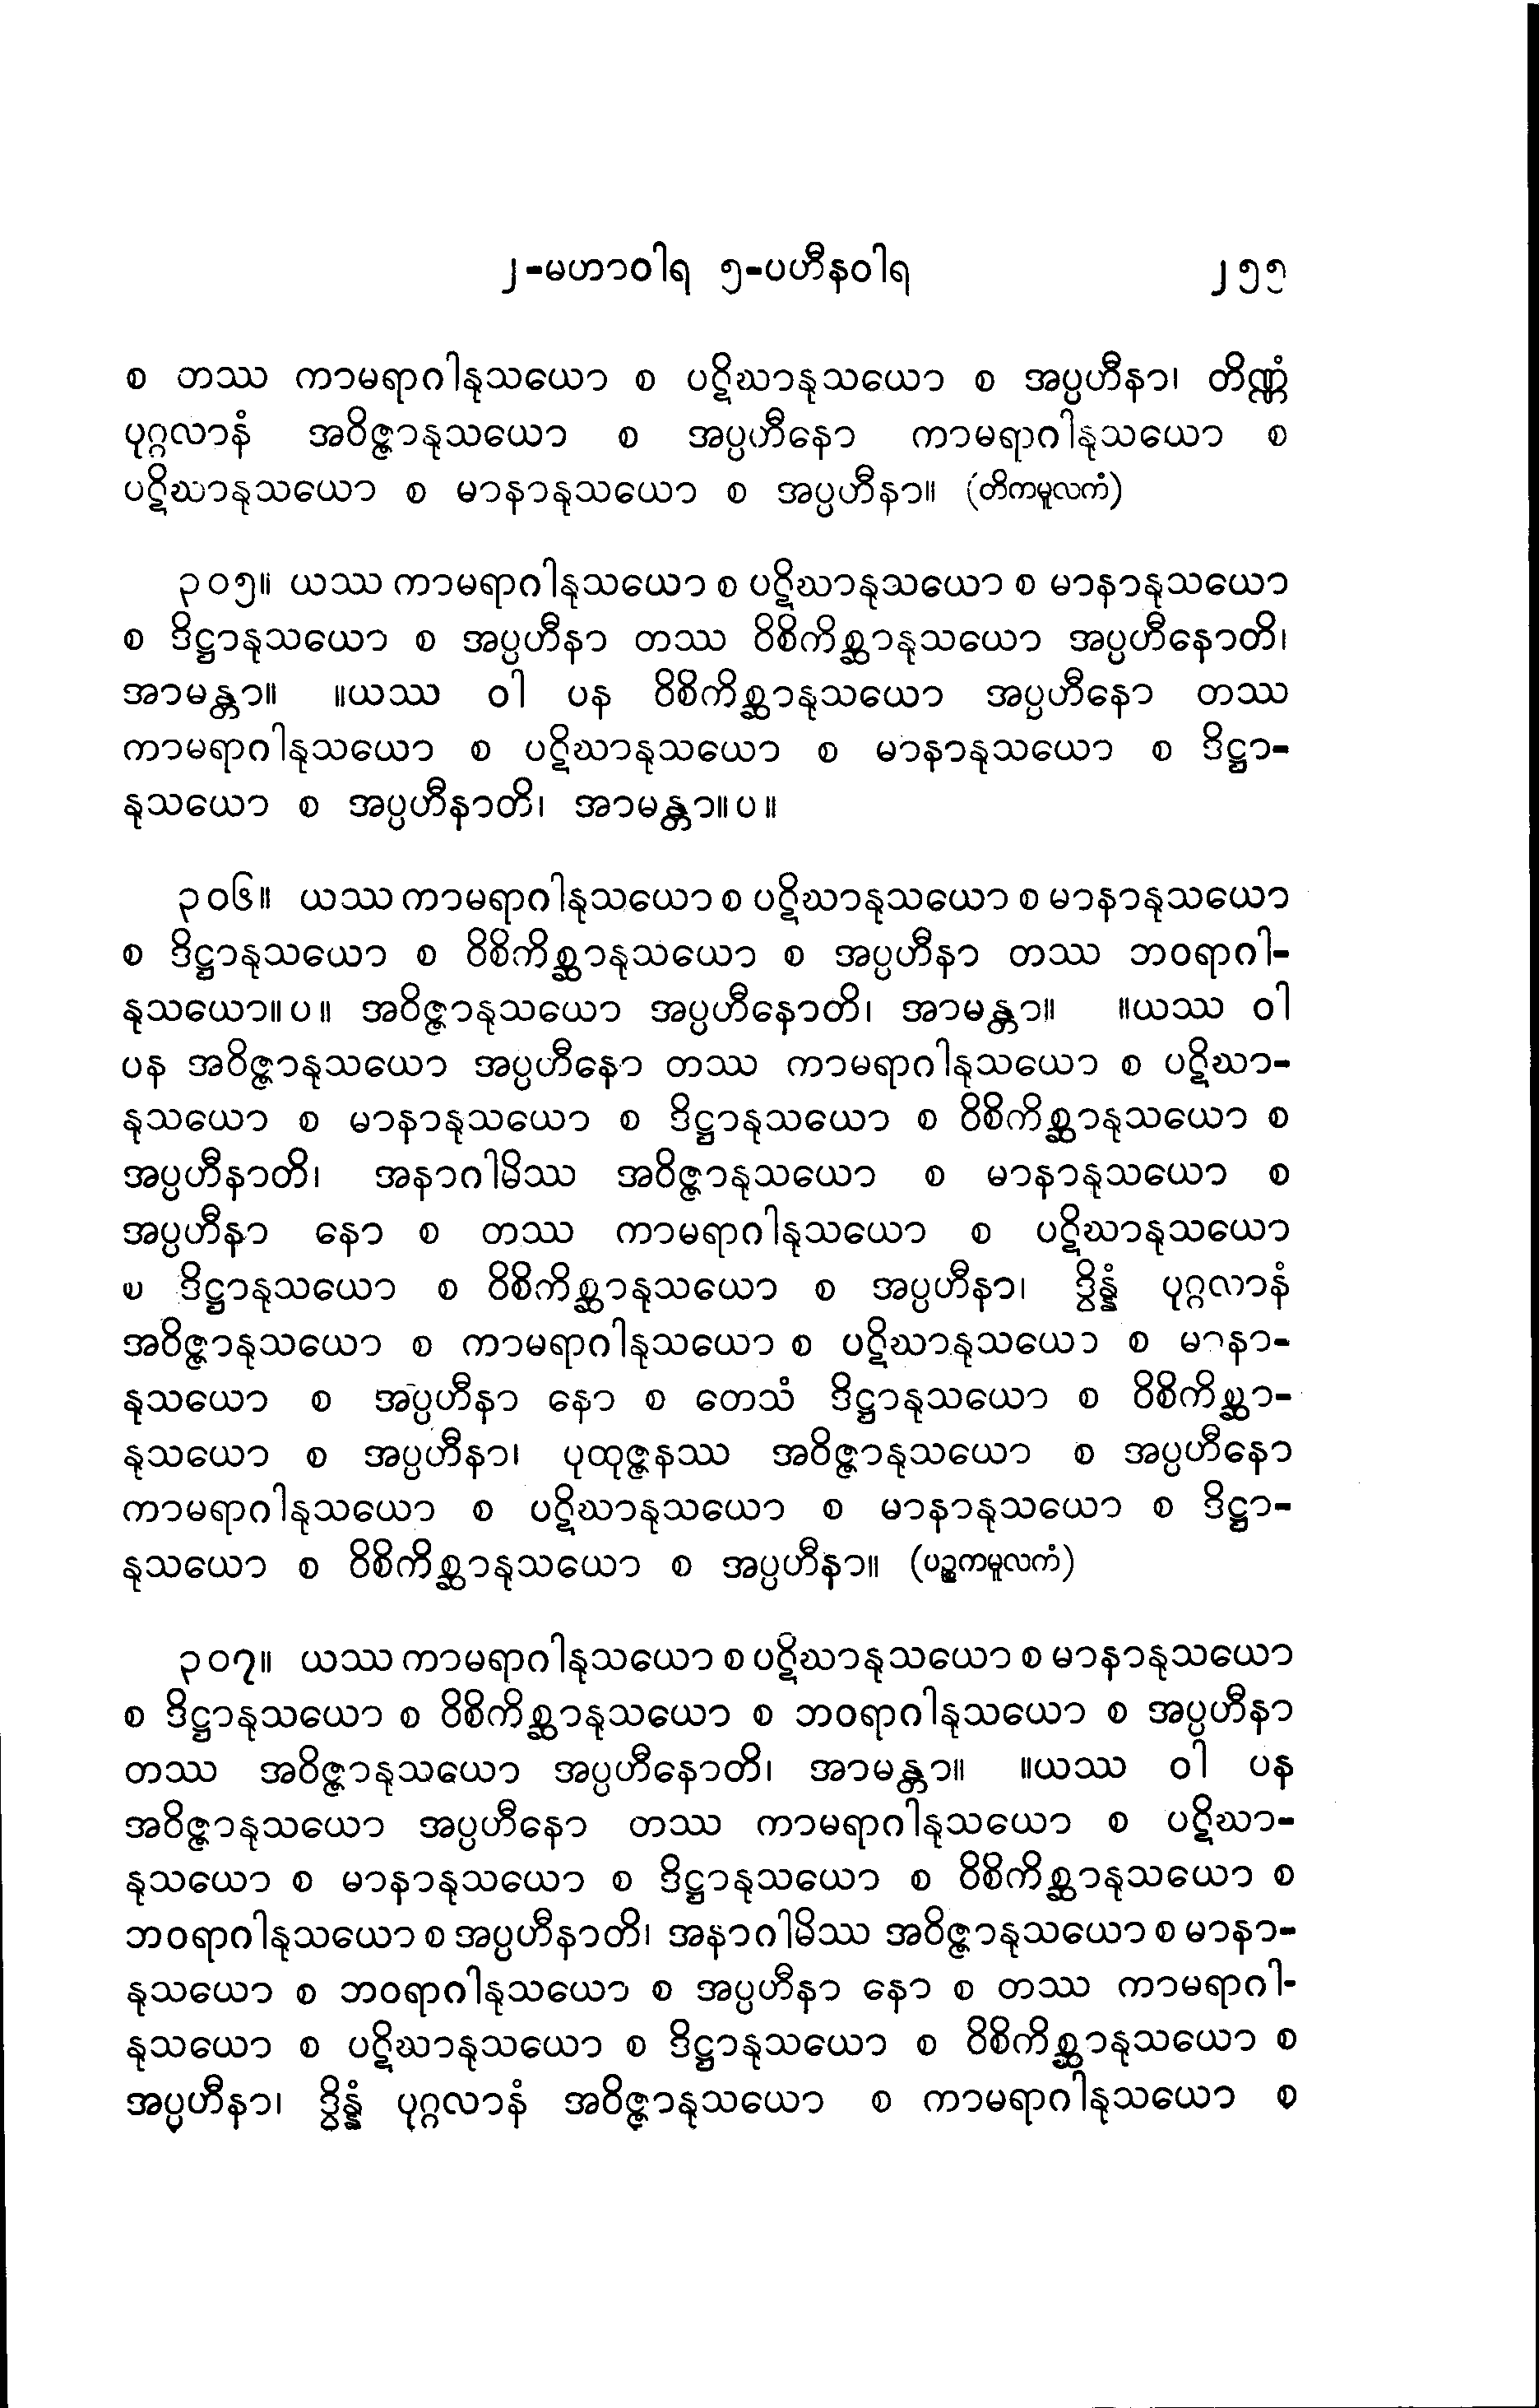 ၂-မဟာဝါရ ၅-ပဟီနဝါရ ၂၅၅
စ တဿ ကာမရာဂါနုသယော စ ပဋိဃာနုသယော စ အပ္ပဟီနာ၊ တိဏ္ဏံ
ပုဂ္ဂလာနံ အဝိဇ္ဇာနုသယော စ အပ္ပဟီနော ကာမရာဂါနုသယော စ
ပဋိဃာနုသယော စ မာနာနုသယော စ အပ္ပဟီနာ။ (တိကမူလကံ)
၃၀၅။ ယဿ ကာမရာဂါနုသယော စ ပဋိဃာနုသယော စ မာနာနုသယော
စ ဒိဋ္ဌာနုသယော စ အပ္ပဟီနာ တဿ ဝိစိကိစ္ဆာနုသယော အပ္ပဟီနောတိ၊
အာမန္တာ။ ။ယဿ ဝါ ပန ဝိစိကိစ္ဆာနုသယော အပ္ပဟီနော တဿ
ကာမရာဂါနုသယော စ ပဋိဃာနုသယော စ မာနာနုသယော စ ဒိဋ္ဌာ-
နုသယော စ အပ္ပဟီနာတိ၊ အာမန္တာ။ပ။
၃၀၆။ ယဿ ကာမရာဂါနုသယော စ ပဋိဃာနုသယော စ မာနာနုသယော
စ ဒိဋ္ဌာနုသယော စ ဝိစိကိစ္ဆာနုသယော စ အပ္ပဟီနာ တဿ ဘဝရာဂါ-
နုသယော။ပ။ အဝိဇ္ဇာနုသယော အပ္ပဟီနောတိ၊ အာမန္တာ။ ။ယဿ ဝါ
ပန အဝိဇ္ဇာနုသယော အပ္ပဟီနော တဿ ကာမရာဂါနုသယော စ ပဋိဃာ-
နုသယော စ မာနာနုသယော စ ဒိဋ္ဌာနုသယော စ ဝိစိကိစ္ဆာနုသယော စ
အပ္ပဟီနာတိ၊ အနာဂါမိဿ အဝိဇ္ဇာနုသယော စ မာနာနုသယော စ
အပ္ပဟီနာ နော စ တဿ ကာမရာဂါနုသယော စ ပဋိဃာနုသယော
စ ဒိဋ္ဌာနုသယော စ ဝိစိကိစ္ဆာနုသယော စ အပ္ပဟီနာ၊ ဒွိန္နံ ပုဂ္ဂလာနံ
အဝိဇ္ဇာနုသယော စ ကာမရာဂါနုသယော စ ပဋိဃာနုသယော စ မာနာ-
နုသယော စ အပ္ပဟီနာ နော စ တေသံ ဒိဋ္ဌာနုသယော စ ဝိစိကိစ္ဆာ-
နုသယော စ အပ္ပဟီနာ၊ ပုထုဇ္ဇနဿ အဝိဇ္ဇာနုသယော စ အပ္ပဟီနော
ကာမရာဂါနုသယော စ ပဋိဃာနုသယော စ မာနာနုသယော စ ဒိဋ္ဌာ-
နုသယော စ ဝိစိကိစ္ဆာနုသယော စ အပ္ပဟီနာ။ (ပဉ္စကမူလကံ)
၃၀၇။ ယဿ ကာမရာဂါနုသယော စ ပဋိဃာနုသယော စ မာနာနုသယော
စ ဒိဋ္ဌာနုသယော စ ဝိစိကိစ္ဆာနုသယော စ ဘဝရာဂါနုသယော စ အပ္ပဟီနာ
တဿ အဝိဇ္ဇာနုသယော အပ္ပဟီနောတိ၊ အာမန္တာ။ ။ယဿ ဝါ ပန
အဝိဇ္ဇာနုသယော အပ္ပဟီနော တဿ ကာမရာဂါနုသယော စ ပဋိဃာ-
နုသယော စ မာနာနုသယော စ ဒိဋ္ဌာနုသယော စ ဝိစိကိစ္ဆာနုသယော စ
ဘဝရာဂါနုသယော စ အပ္ပဟီနာတိ၊ အနာဂါမိဿ အဝိဇ္ဇာနုသယော စ မာနာ-
နုသယော စ ဘဝရာဂါနုသယော စ အပ္ပဟီနာ နော စ တဿ ကာမရာဂါ-
နုသယော စ ပဋိဃာနုသယော စ ဒိဋ္ဌာနုသယော စ ဝိစိကိစ္ဆာနုသယော စ
အပ္ပဟီနာ၊ ဒွိန္နံ ပုဂ္ဂလာနံ အဝိဇ္ဇာနုသယော စ ကာမရာဂါနုသယော စ